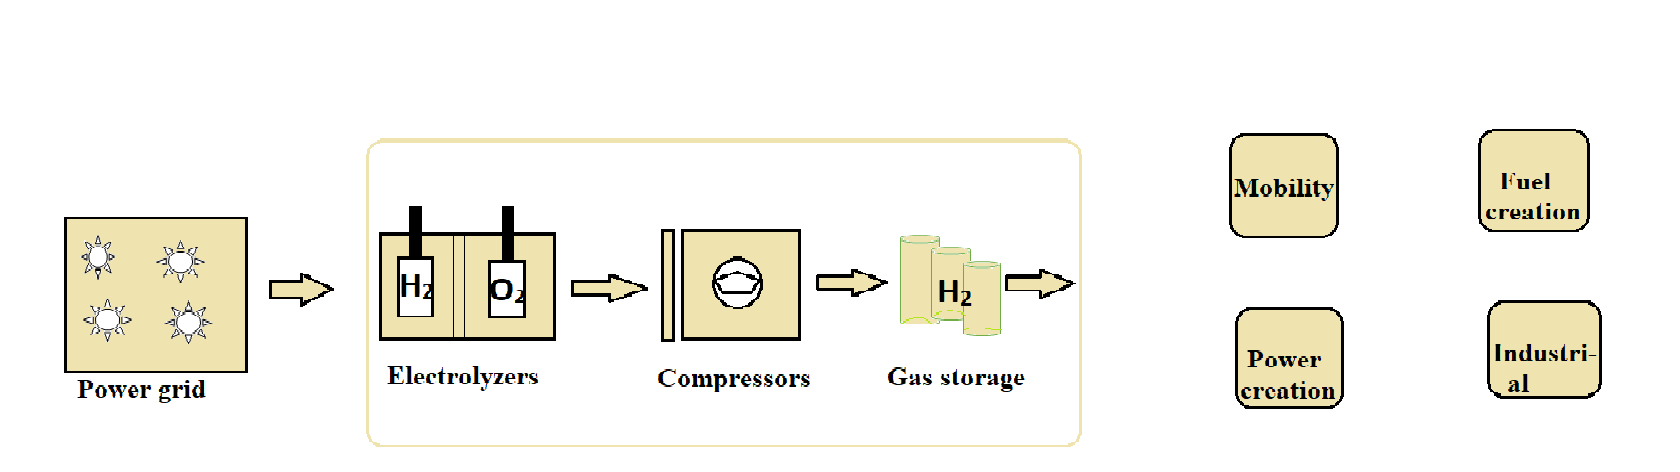 H2
O2
H2
Power grid
Electrolyzers
Compressors
Gas storage
Mobility
Fuel
creation
Power
creation
Industri-
al